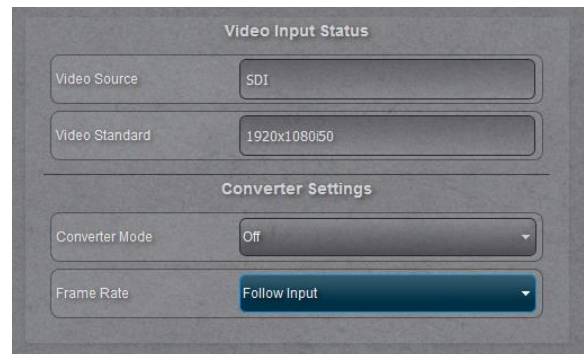 Video Input Status
Video Source
SDI
Video Standard
1920x1080i50
Converter Settings
Converter Mode
Off
Frame Rate
Follow Input